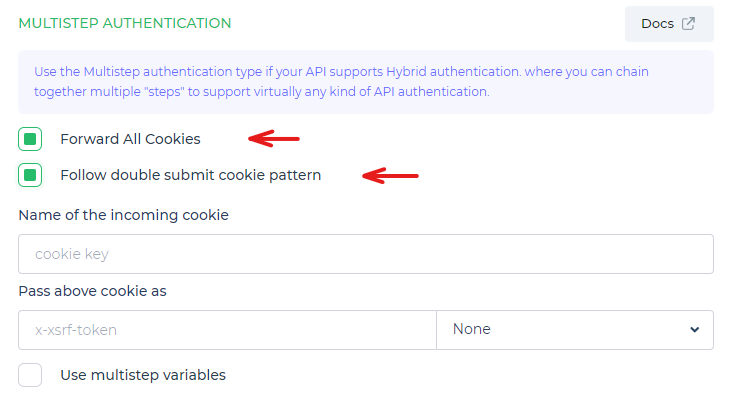 MULTISTEP AUTHENTICATION
Docs
Use the Multistep authentication type if your API supports Hybrid authentication. where you can chain
together multiple "steps" to support virtually any kind of API authentication.
Forward All Cookies
Follow double submit cookie pattern
Name of the incoming cookie
cookie key
Pass above cookie as
x-xsrf-token
None
Use multistep variables